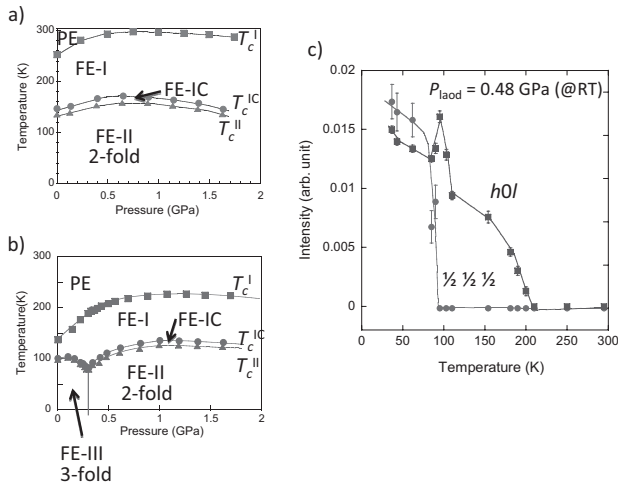 a)
300
PE
T_c^I
FE-I
200
FE-IC
T_c^IC
T_c^II
100
FE-II
2-fold
0
0 0.5 1 1.5 2
Temperature (K)
Pressure (GPa)
b)
400
300
PE
T_c^I
200
FE-I
FE-IC
T_c^IC
T_c^II
100
FE-II
2-fold
0
0 0.5 1 1.5 2
Temperature(K)
Pressure (GPa)
FE-III
3-fold
c)
0.02
P_laod = 0.48 GPa (@RT)
0.015
h0l
0.01
0.005
½ ½ ½
0
0 50 100 150 200 250 300
Intensity (arb. unit)
Temperature (K)